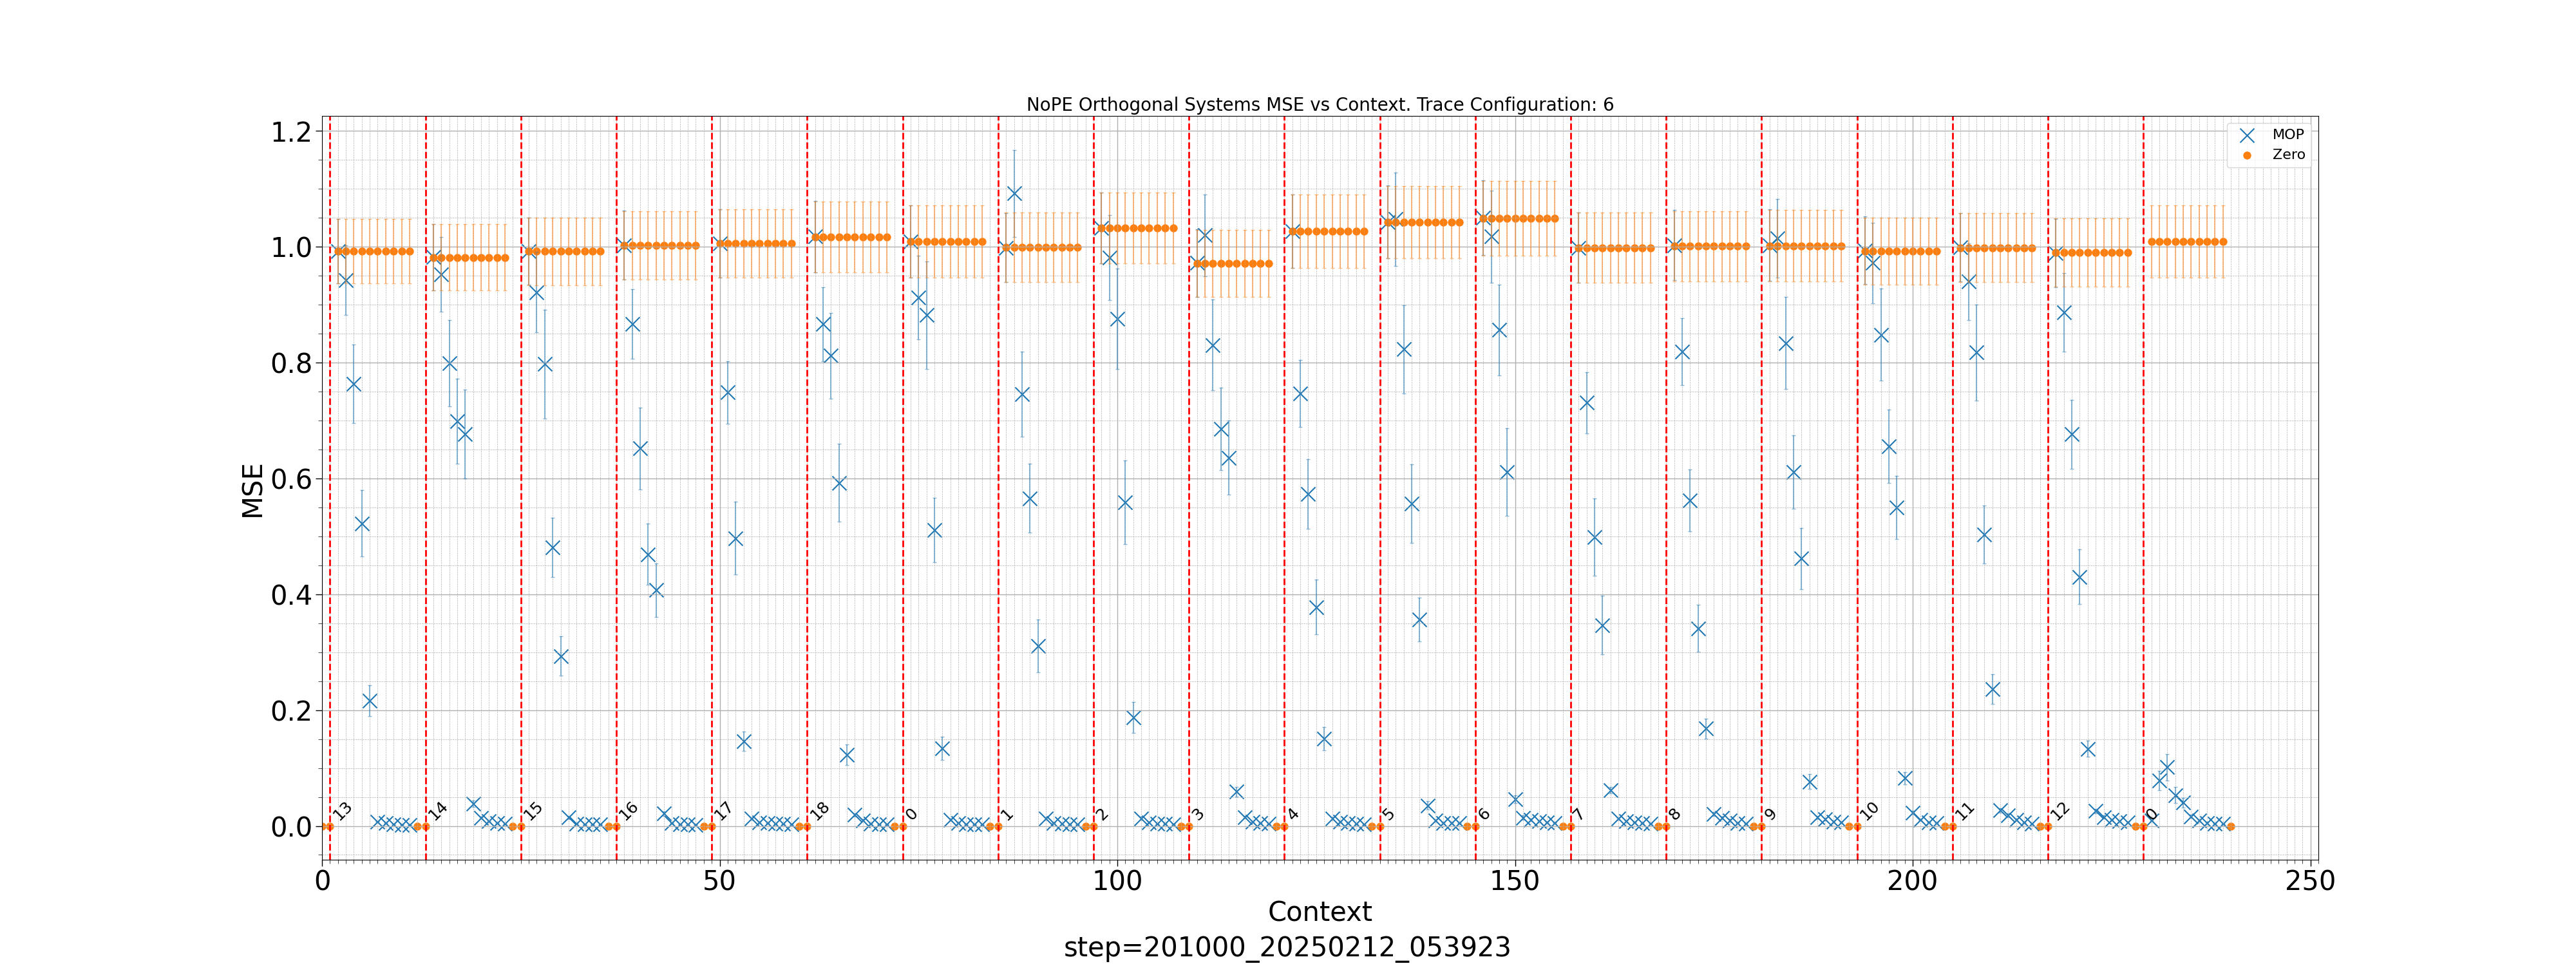 NoPE Orthogonal Systems MSE vs Context. Trace Configuration: 6
MOP
Zero
MSE
1.2
1.0
0.8
0.6
0.4
0.2
0.0
13 14 15 16 17 18 0 1 2 3 4 5 6 7 8 9 10 11 12 0
0 50 100 150 200 250
Context
step=201000_20250212_053923